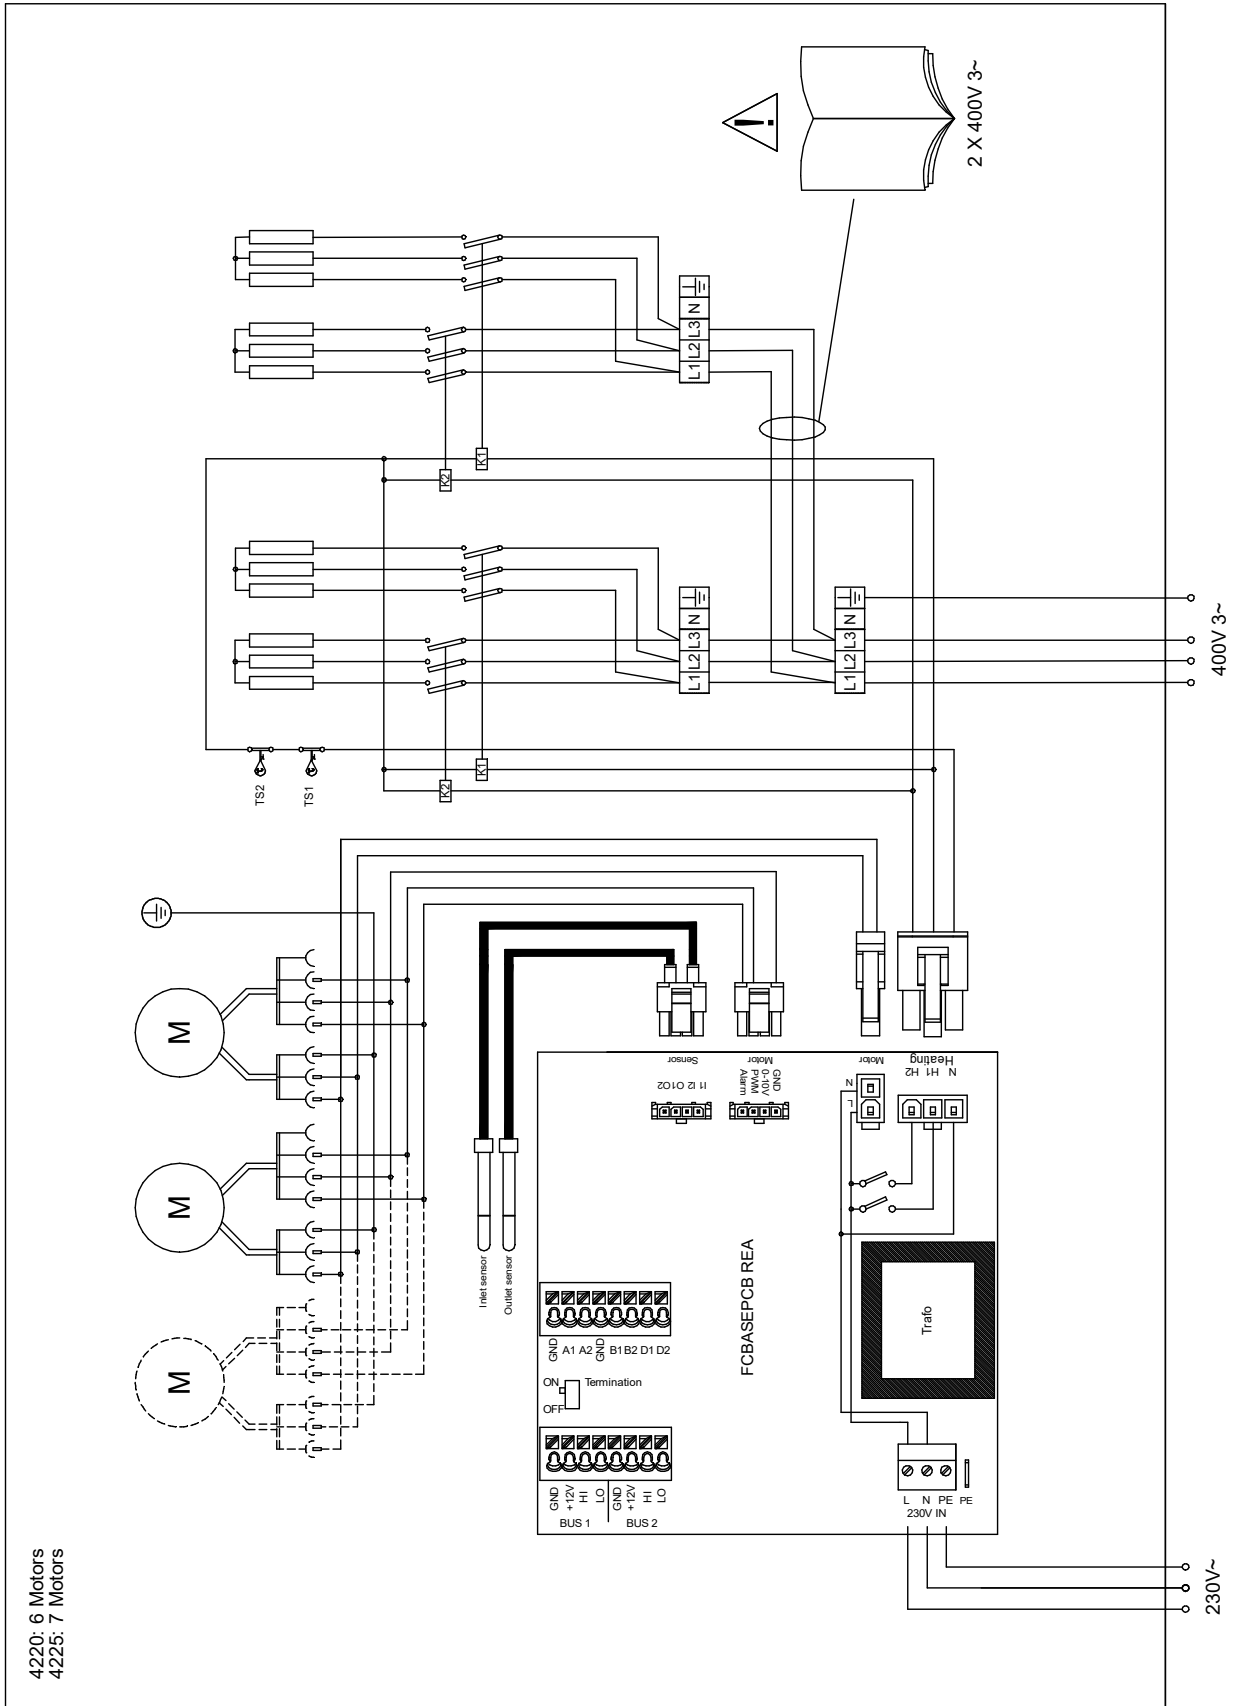 4220: 6 Motors
4225: 7 Motors
2 X 400V 3~
L1 L2 L3 N
K1
K2
L1 L2 L3 N
L1 L2 L3 N
400V 3~
TS2
TS1
K1
K2
M
M
M
Inlet sensor
Outlet sensor
Sensor
Motor
Motor
Heating
I1 I2 O1O2
Alarm
PWM
0-10V
GND
N
L
H2
H1
N
FCBASEPCB REA
Trafo
GND
A1 A2
GND
B1 B2 D1 D2
ON
Termination
OFF
GND
+12V
HI
LO
GND
+12V
HI
LO
BUS 1
BUS 2
L N PE PE
230V IN
230V~